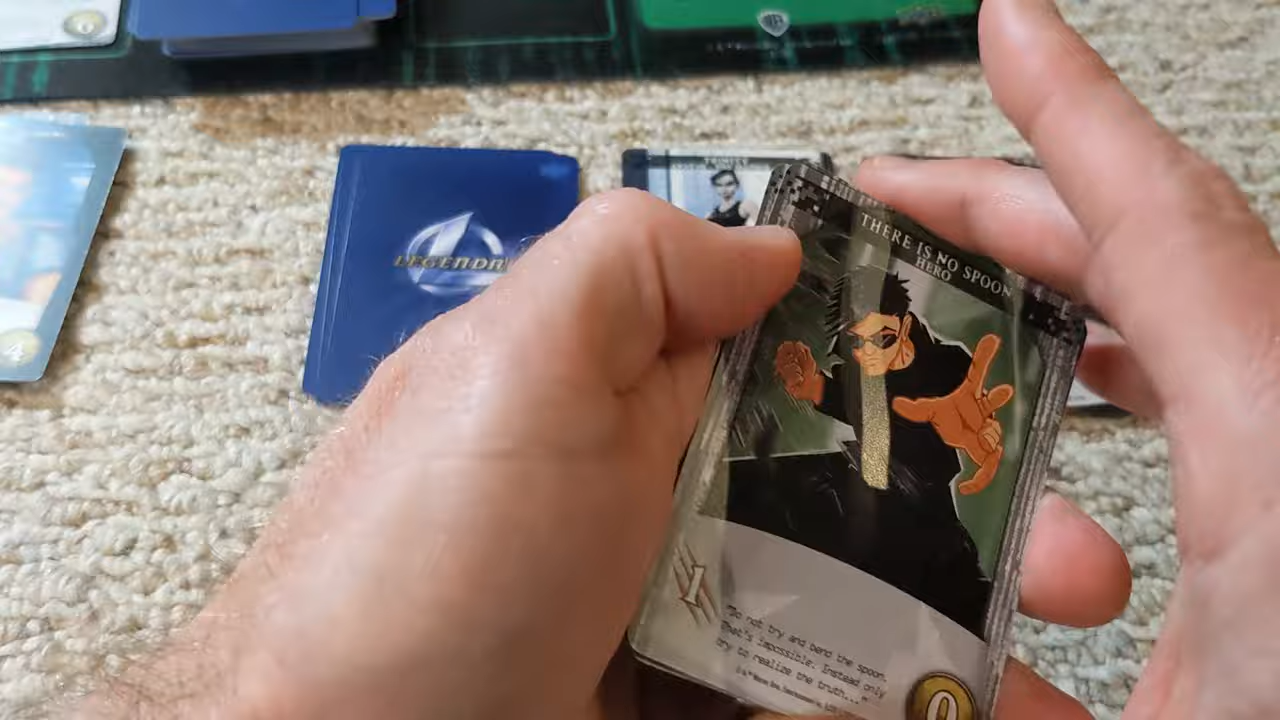 TRINITY
LEGENDARY
THERE IS NO SPOON
HERO
1
"Do not try and bend the spoon.
That's impossible. Instead only
try to realize the truth..."
0